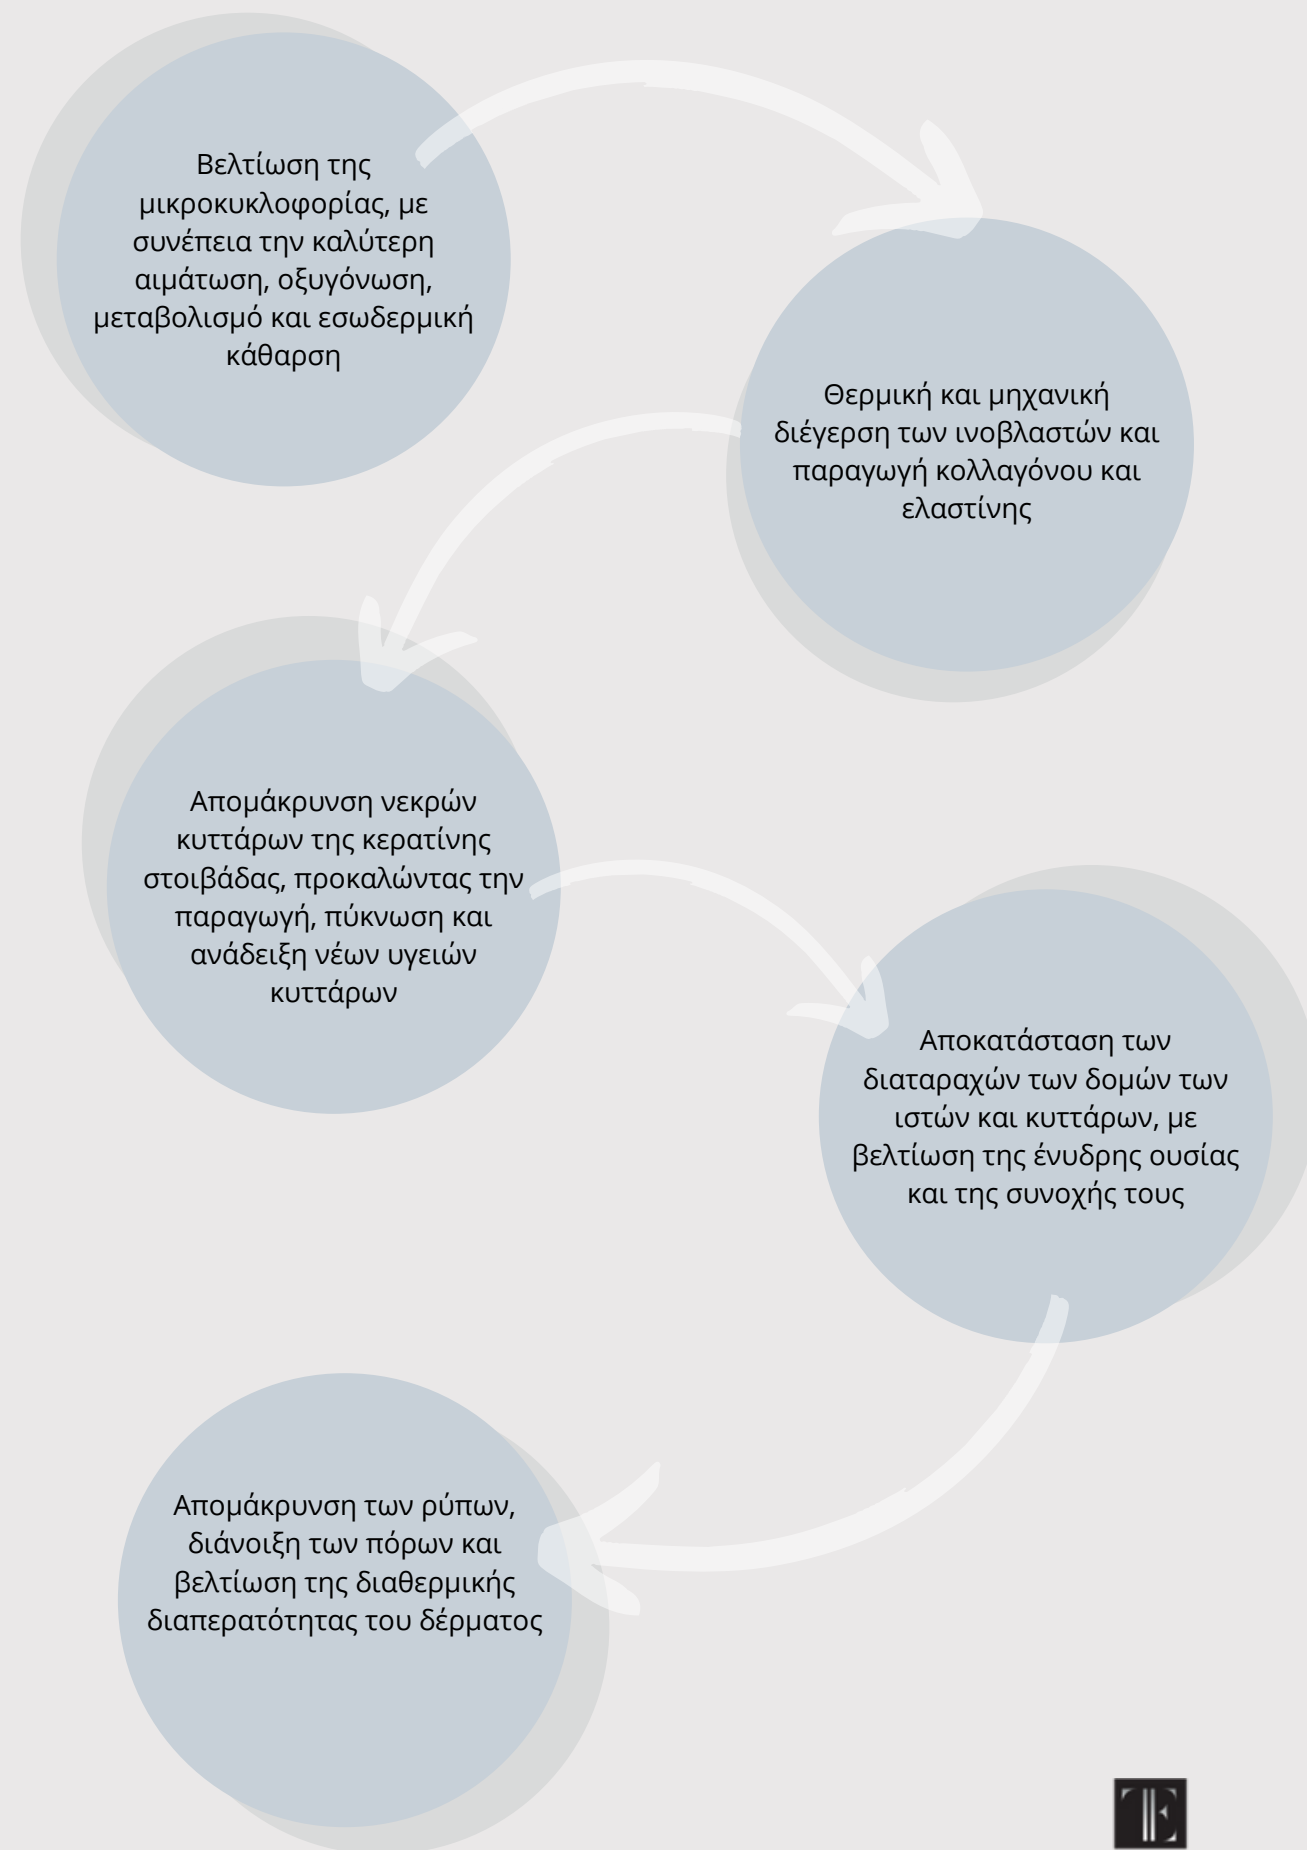 Βελτίωση της
μικροκυκλοφορίας, με
συνέπεια την καλύτερη
αιμάτωση, οξυγόνωση,
μεταβολισμό και εσωδερμική
κάθαρση
Θερμική και μηχανική
διέγερση των ινοβλαστών και
παραγωγή κολλαγόνου και
ελαστίνης
Απομάκρυνση νεκρών
κυττάρων της κερατίνης
στοιβάδας, προκαλώντας την
παραγωγή, πύκνωση και
ανάδειξη νέων υγειών
κυττάρων
Αποκατάσταση των
διαταραχών των δομών των
ιστών και κυττάρων, με
βελτίωση της ένυδρης ουσίας
και της συνοχής τους
Απομάκρυνση των ρύπων,
διάνοιξη των πόρων και
βελτίωση της διαθερμικής
διαπερατότητας του δέρματος
TE